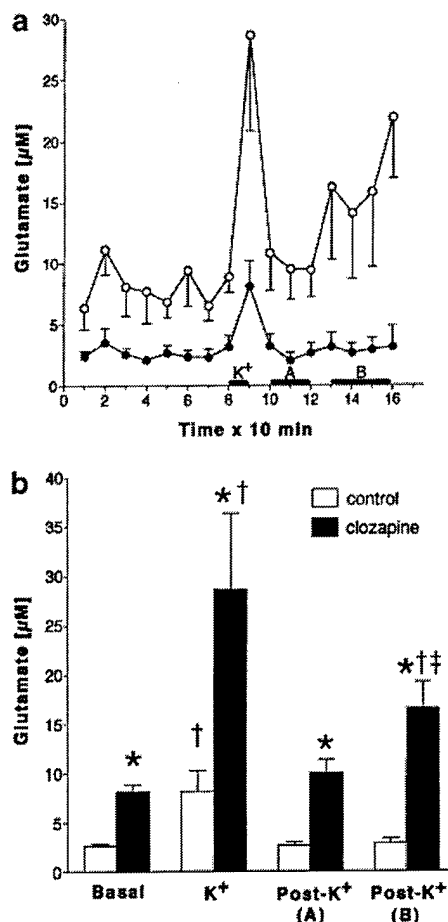 a
30
25
20
15
10
5
0
Glutamate [µM]
K+ A B
0 2 4 6 8 10 12 14 16
Time x 10 min
b
40
35
30
25
20
15
10
5
0
Glutamate [µM]
control
clozapine
*
†
*†
*
*†‡
Basal K+ Post-K+ (A) Post-K+ (B)